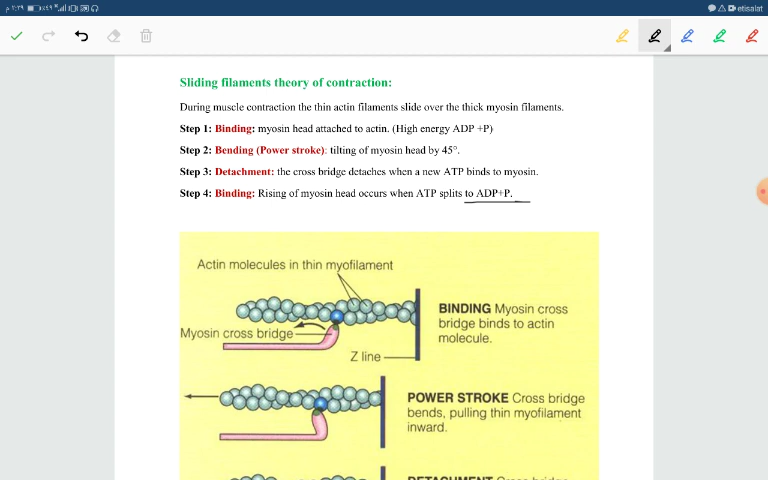 etisalat
Sliding filaments theory of contraction:
During muscle contraction the thin actin filaments slide over the thick myosin filaments.
Step 1: Binding: myosin head attached to actin. (High energy ADP +P)
Step 2: Bending (Power stroke): tilting of myosin head by 45°.
Step 3: Detachment: the cross bridge detaches when a new ATP binds to myosin.
Step 4: Binding: Rising of myosin head occurs when ATP splits to ADP+P.
Actin molecules in thin myofilament
Myosin cross bridge
Z line
BINDING Myosin cross
bridge binds to actin
molecule.
POWER STROKE Cross bridge
bends, pulling thin myofilament
inward.
DETACHMENT Cross bridge